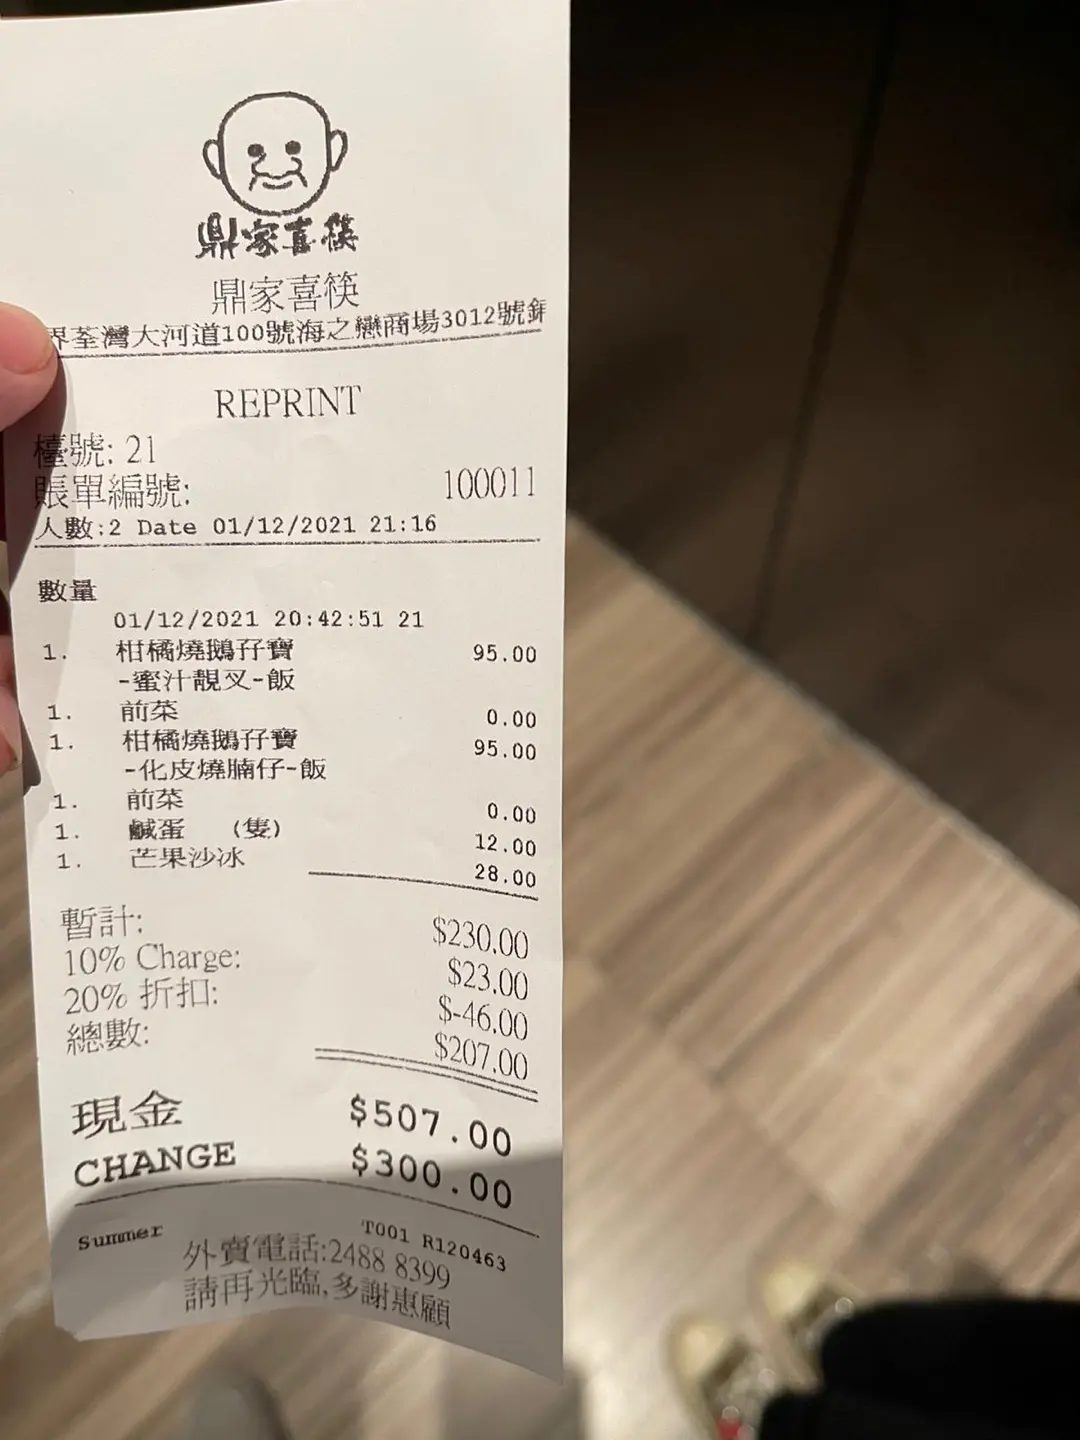 鼎家喜筷
鼎家喜筷
界荃灣大河道100號海之戀商場3012號
REPRINT
檯號: 21
賬單編號: 100011
人數:2 Date 01/12/2021 21:16
數量
01/12/2021 20:42:51 21
1. 柑橘燒鵝孖寶 95.00
-蜜汁靚叉-飯
1. 前菜 0.00
1. 柑橘燒鵝孖寶 95.00
-化皮燒腩仔-飯
1. 前菜 0.00
1. 鹹蛋 (隻) 12.00
1. 芒果沙冰 28.00
暫計: $230.00
10% Charge: $23.00
20% 折扣: $-46.00
總數: $207.00
現金 $507.00
CHANGE $300.00
Summer T001 R120463
外賣電話:2488 8399
請再光臨,多謝惠顧